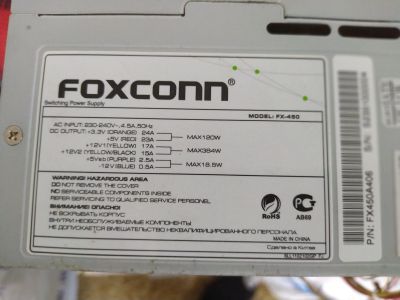 FOXCONN®
Switching Power Supply
MODEL: FX-450
AC INPUT: 230-240V~,4.5A,50Hz
DC OUTPUT: +3.3V (ORANGE) 24A
+5V (RED) 23A
MAX120W
+12V1 (YELLOW) 17A
+12V2 (YELLOW/BLACK) 15A
MAX384W
+5Vsb (PURPLE) 2.5A
-12V (BLUE) 0.5A
MAX18.5W
WARNING! HAZARDOUS AREA
DO NOT REMOVE THE COVER
NO SERVICEABLE COMPONENTS INSIDE
REFER SERVICING TO QUALIFIED SERVICE PERSONNEL.
ВНИМАНИЕ! ОПАСНО!
НЕ ВСКРЫВАТЬ КОРПУС
ВНУТРИ НЕОБСЛУЖИВАЕМЫЕ КОМПОНЕНТЫ
НЕ ДОПУСКАЕТСЯ ВМЕШАТЕЛЬСТВО НЕКВАЛИФИЦИРОВАННОГО ПЕРСОНАЛА
RoHS
АВ69
MADE IN CHINA
Сделано в Китае
P/N: FX450A406